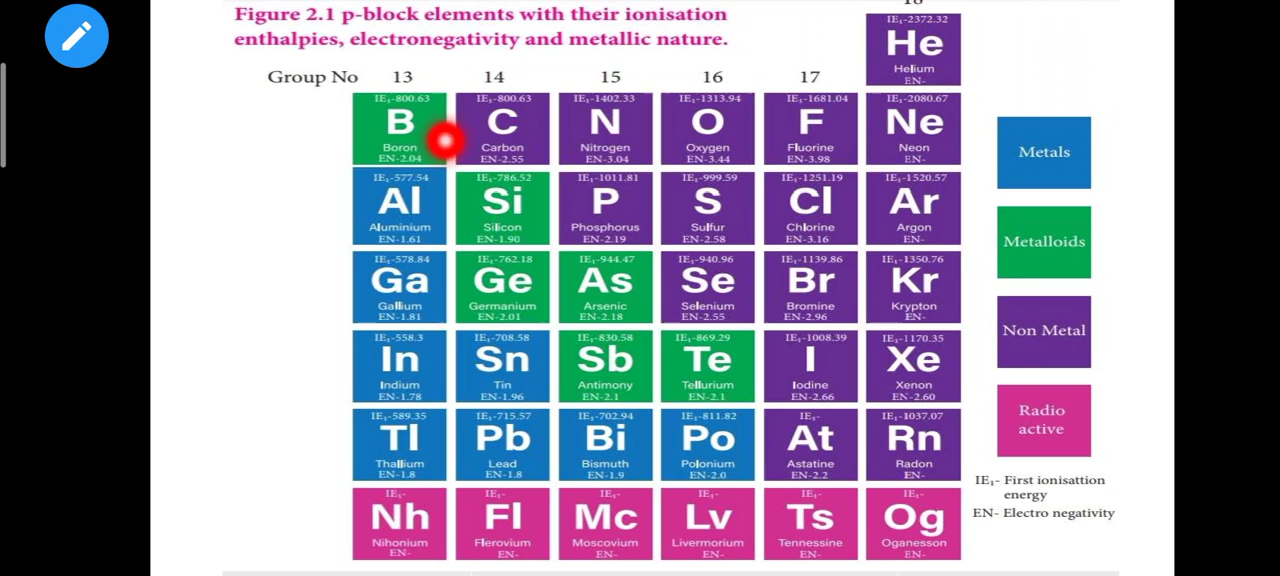 18
Figure 2.1 p-block elements with their ionisation
enthalpies, electronegativity and metallic nature.
Group No 13 14 15 16 17
IE₁-2372.32
He
Helium
EN-
IE₁-800.63 IE₁-800.63 IE₁-1402.33 IE₁-1313.94 IE₁-1681.04 IE₁-2080.67
B C N O F Ne
Boron Carbon Nitrogen Oxygen Fluorine Neon
EN-2.04 EN-2.55 EN-3.04 EN-3.44 EN-3.98 EN-
IE₁-577.54 IE₁-786.52 IE₁-1011.81 IE₁-999.59 IE₁-1251.19 IE₁-1520.57
Al Si P S Cl Ar
Aluminium Silicon Phosphorus Sulfur Chlorine Argon
EN-1.61 EN-1.90 EN-2.19 EN-2.58 EN-3.16 EN-
IE₁-578.84 IE₁-762.18 IE₁-944.47 IE₁-940.96 IE₁-1139.86 IE₁-1350.76
Ga Ge As Se Br Kr
Gallium Germanium Arsenic Selenium Bromine Krypton
EN-1.81 EN-2.01 EN-2.18 EN-2.55 EN-2.96 EN-
IE₁-558.3 IE₁-708.58 IE₁-830.58 IE₁-869.29 IE₁-1008.39 IE₁-1170.35
In Sn Sb Te I Xe
Indium Tin Antimony Tellurium Iodine Xenon
EN-1.78 EN-1.96 EN-2.1 EN-2.1 EN-2.66 EN-2.60
IE₁-589.35 IE₁-715.57 IE₁-702.94 IE₁-811.82 IE₁- IE₁-1037.07
Tl Pb Bi Po At Rn
Thallium Lead Bismuth Polonium Astatine Radon
EN-1.8 EN-1.8 EN-1.9 EN-2.0 EN-2.2 EN-
IE₁- IE₁- IE₁- IE₁- IE₁- IE₁-
Nh Fl Mc Lv Ts Og
Nihonium Flerovium Moscovium Livermorium Tennessine Oganesson
EN- EN- EN- EN- EN- EN-
Metals
Metalloids
Non Metal
Radio
active
IE₁- First ionisattion
energy
EN- Electro negativity